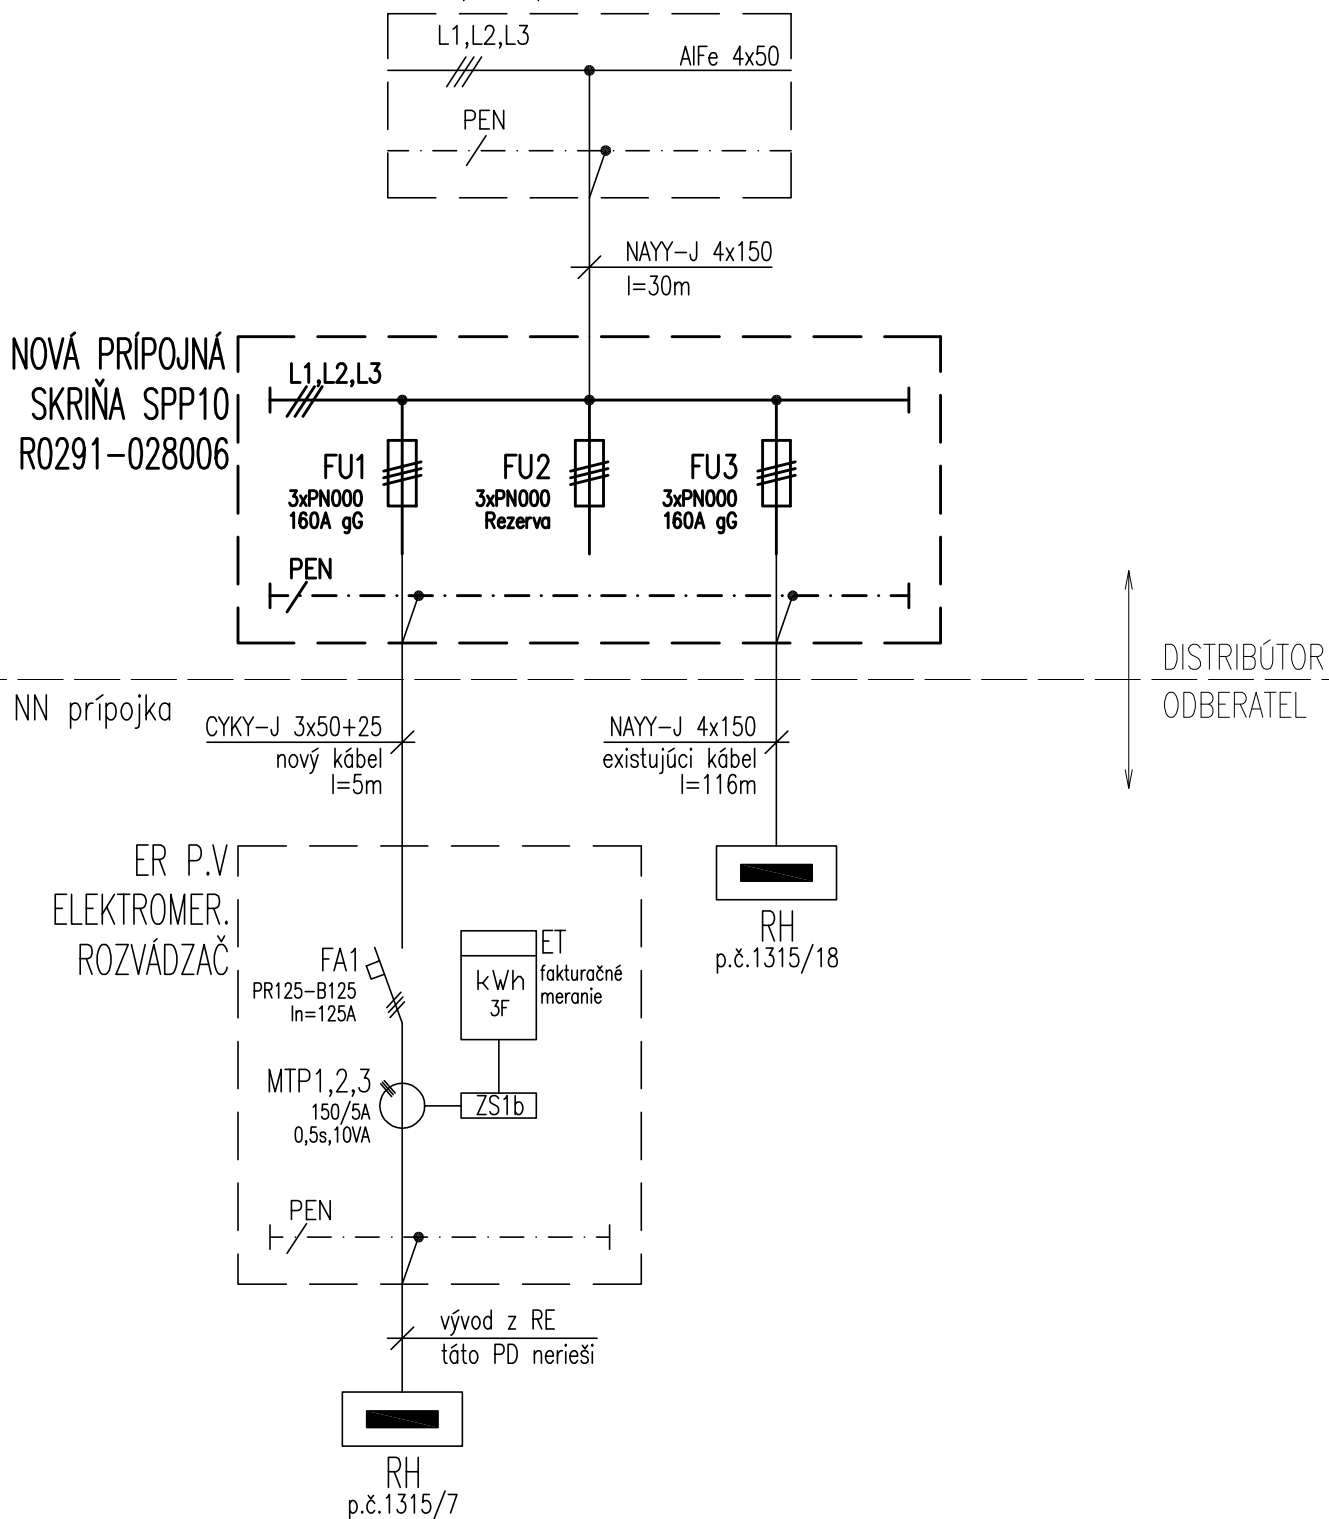 L1,L2,L3
AlFe 4x50
PEN
NAYY-J 4x150
l=30m
NOVÁ PRÍPOJNÁ
SKRIŇA SPP10
R0291-028006
L1,L2,L3
FU1
3xPN000
160A gG
FU2
3xPN000
Rezerva
FU3
3xPN000
160A gG
PEN
DISTRIBÚTOR
ODBERATEL
NN prípojka
CYKY-J 3x50+25
nový kábel
l=5m
NAYY-J 4x150
existujúci kábel
l=116m
ER P.V
ELEKTROMER.
ROZVÁDZAČ
RH
p.č.1315/18
FA1
PR125-B125
In=125A
ET
fakturačné
meranie
kWh
3F
MTP1,2,3
150/5A
0,5s,10VA
ZS1b
PEN
vývod z RE
táto PD nerieši
RH
p.č.1315/7